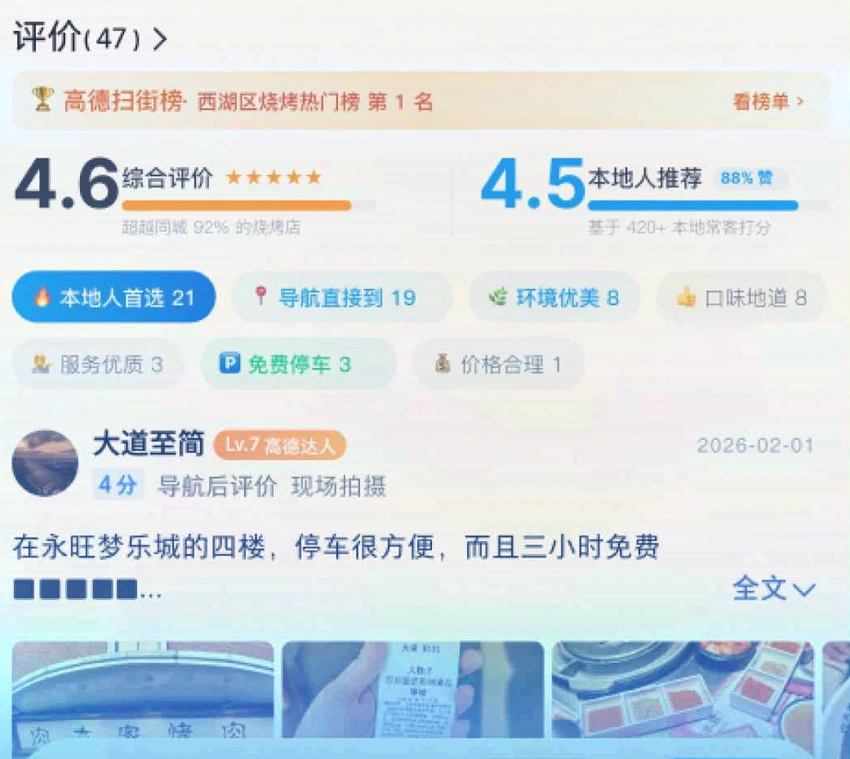 评价(47) >
高德扫街榜· 西湖区烧烤热门榜 第 1 名 看榜单 >
4.6 综合评价 ★★★★★ 4.5 本地人推荐 88% 赞
超越同城 92% 的烧烤店 基于 420+ 本地常客打分
本地人首选 21 导航直接到 19 环境优美 8 口味地道 8
服务优质 3 P 免费停车 3 价格合理 1
大道至简 Lv.7 高德达人 2026-02-01
4分 导航后评价 现场拍摄
在永旺梦乐城的四楼，停车很方便，而且三小时免费
■■■■■... 全文